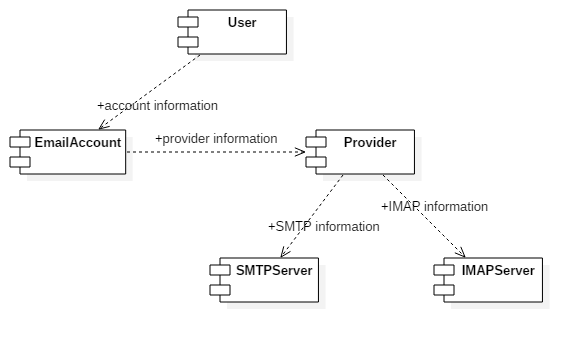 User
+account information
EmailAccount
+provider information
Provider
+SMTP information
+IMAP information
SMTPServer
IMAPServer